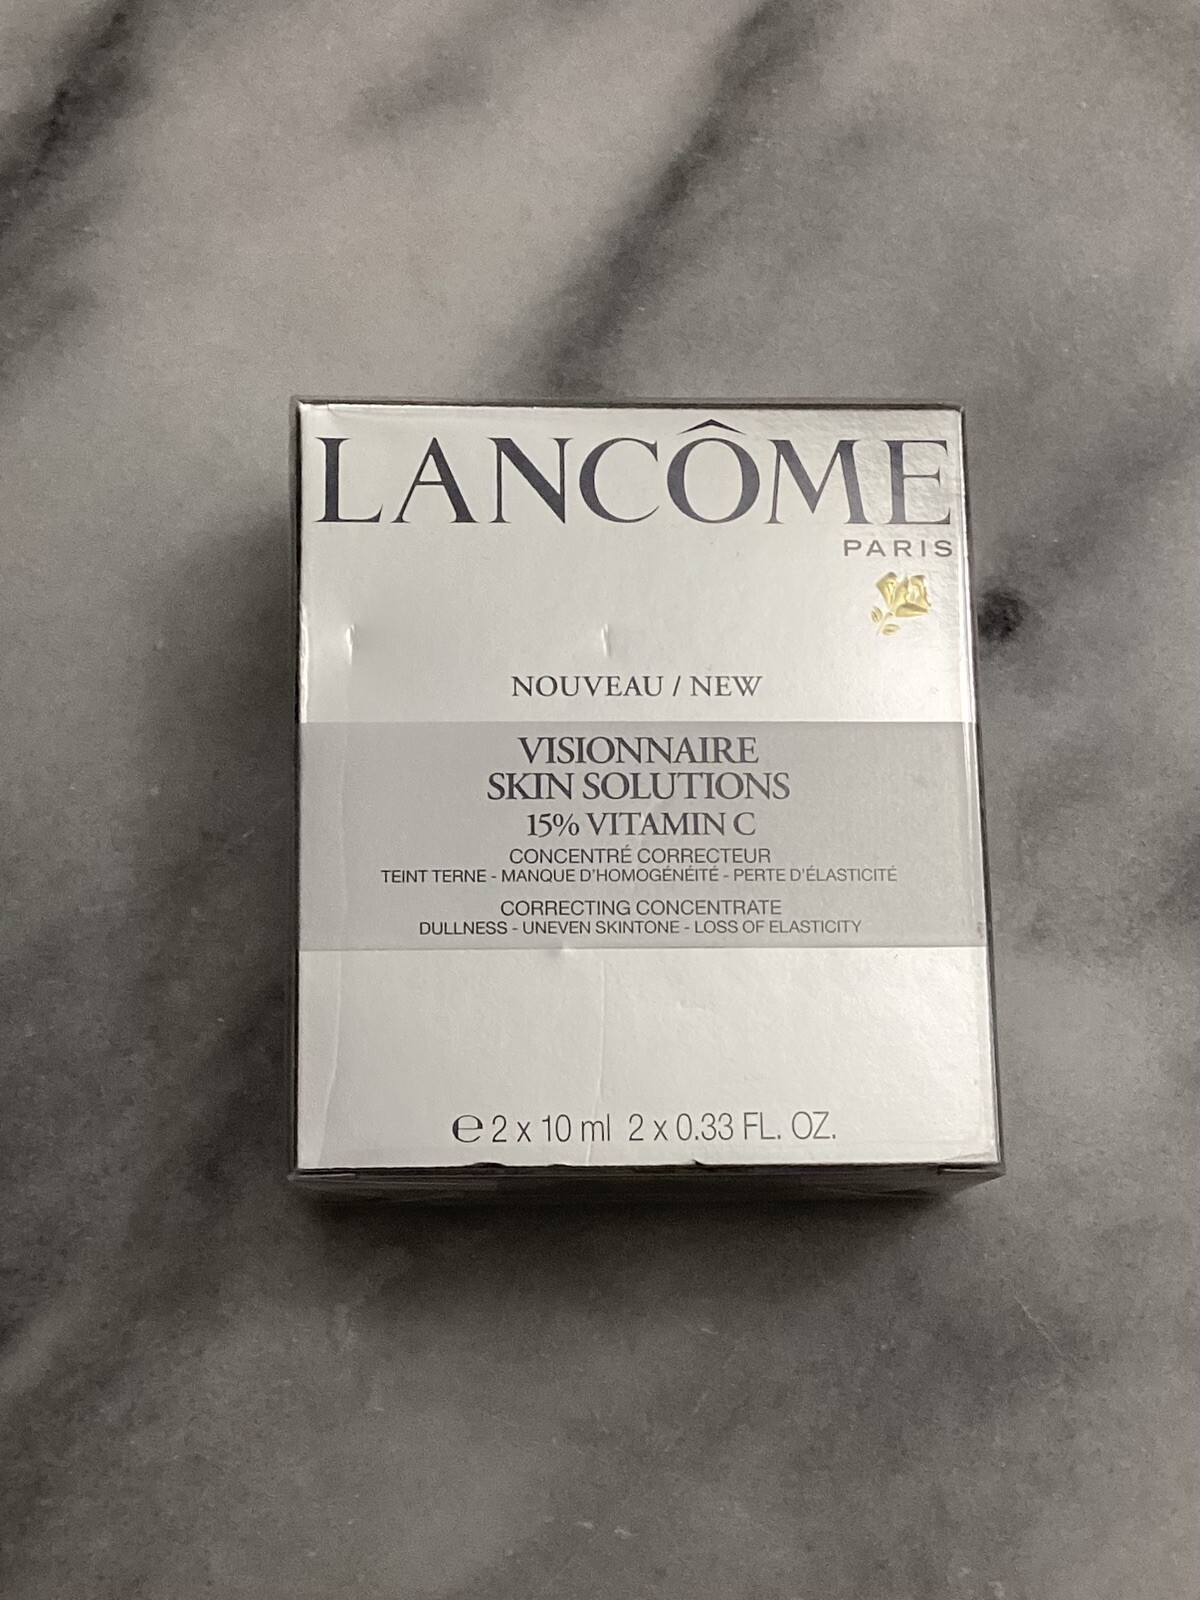 LANCÔME
PARIS
NOUVEAU / NEW
VISIONNAIRE
SKIN SOLUTIONS
15% VITAMIN C
CONCENTRÉ CORRECTEUR
TEINT TERNE - MANQUE D'HOMOGÉNÉITÉ - PERTE D'ÉLASTICITÉ
CORRECTING CONCENTRATE
DULLNESS - UNEVEN SKINTONE - LOSS OF ELASTICITY
℮ 2 x 10 ml 2 x 0.33 FL. OZ.